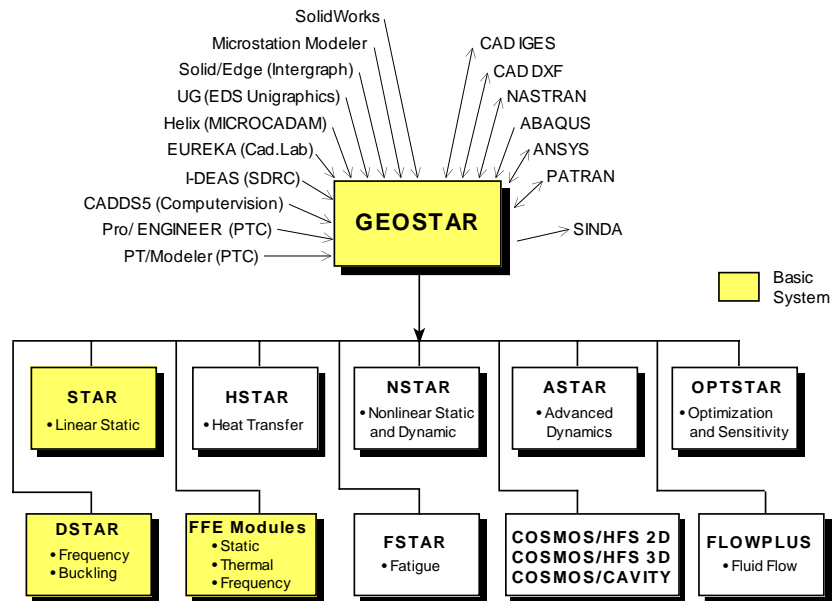 SolidWorks
Microstation Modeler
Solid/Edge (Intergraph)
UG (EDS Unigraphics)
Helix (MICROCADAM)
EUREKA (Cad.Lab)
I-DEAS (SDRC)
CADDS5 (Computervision)
Pro/ ENGINEER (PTC)
PT/Modeler (PTC)
CAD IGES
CAD DXF
NASTRAN
ABAQUS
ANSYS
PATRAN
SINDA
GEOSTAR
Basic
System
STAR
• Linear Static
HSTAR
• Heat Transfer
NSTAR
• Nonlinear Static
and Dynamic
ASTAR
• Advanced
Dynamics
OPTSTAR
• Optimization
and Sensitivity
DSTAR
• Frequency
• Buckling
FFE Modules
• Static
• Thermal
• Frequency
FSTAR
• Fatigue
COSMOS/HFS 2D
COSMOS/HFS 3D
COSMOS/CAVITY
FLOWPLUS
• Fluid Flow